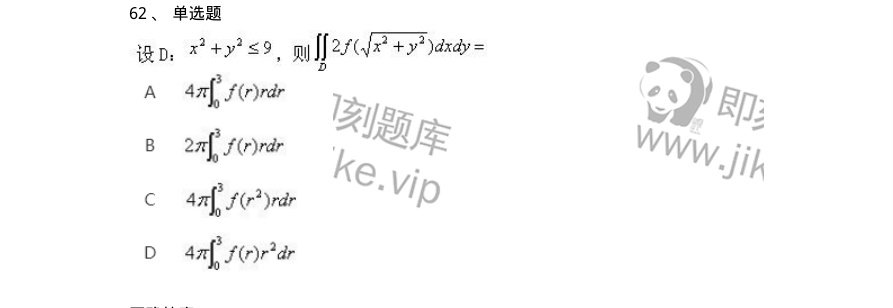 62 、 单选题
设 D: x² + y² ≤ 9 , 则 ∬_D 2f(√(x² + y²))dxdy =
A 4π∫₀³ f(r)rdr
B 2π∫₀³ f(r)rdr
C 4π∫₀³ f(r²)rdr
D 4π∫₀³ f(r)r²dr
刻题库
ke.vip
即
www.jik